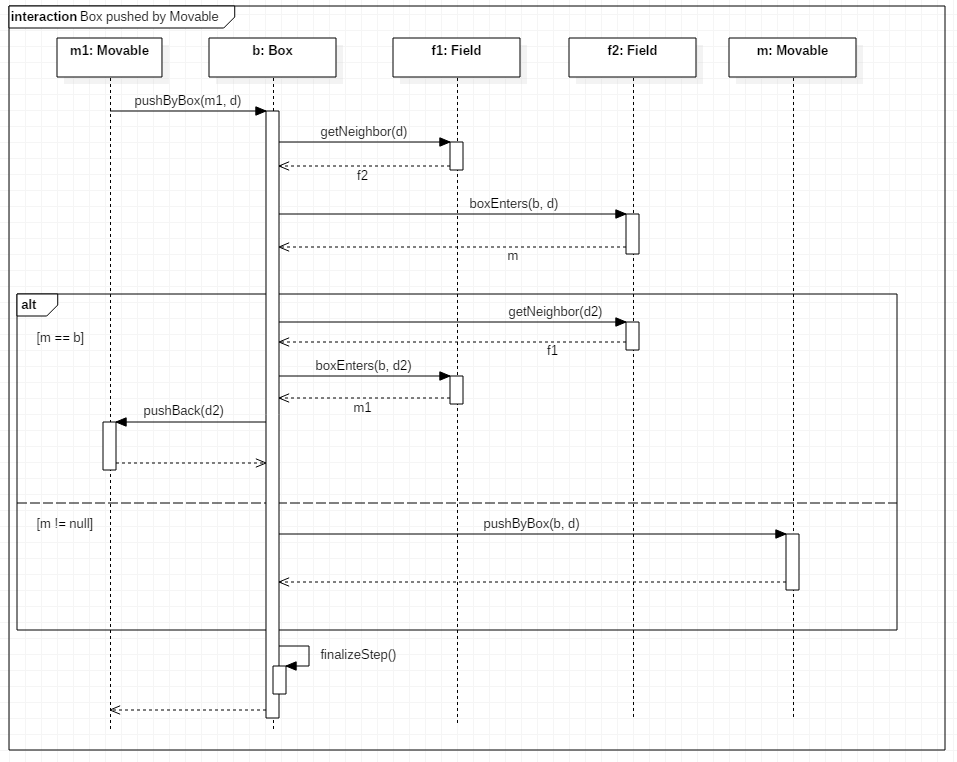 interaction Box pushed by Movable
m1: Movable
b: Box
f1: Field
f2: Field
m: Movable
pushByBox(m1, d)
getNeighbor(d)
f2
boxEnters(b, d)
m
alt
[m == b]
getNeighbor(d2)
f1
boxEnters(b, d2)
m1
pushBack(d2)
[m != null]
pushByBox(b, d)
finalizeStep()